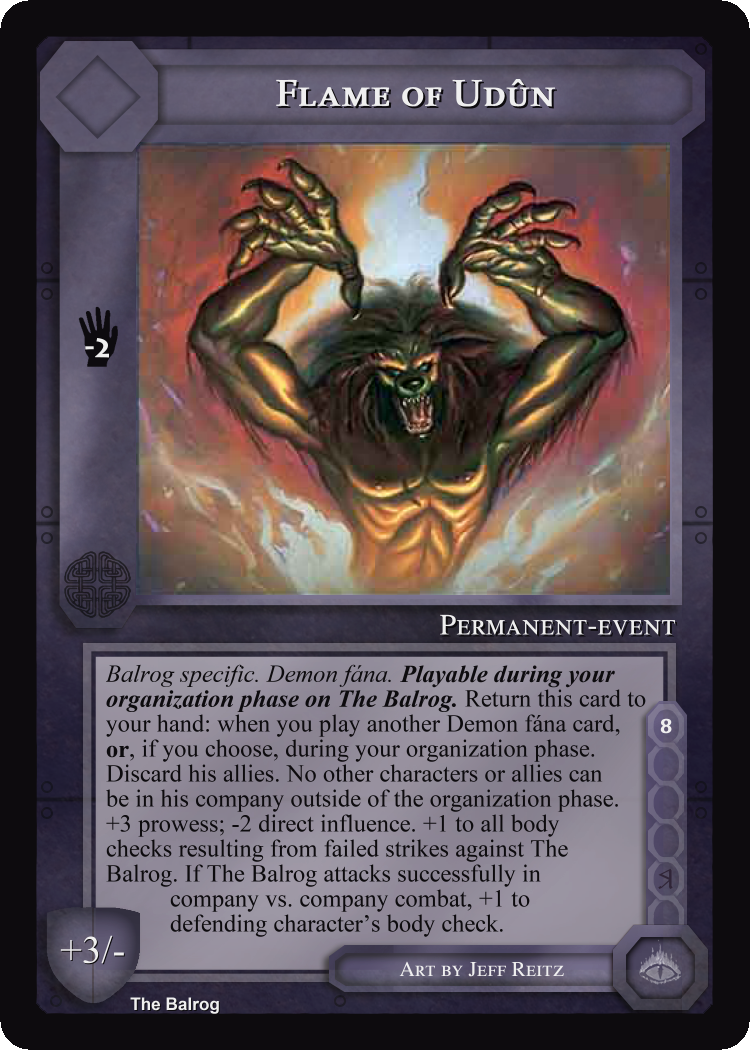 Flame of Udûn
-2
Permanent-event
Balrog specific. Demon fána. Playable during your
organization phase on The Balrog. Return this card to
your hand: when you play another Demon fána card,
or, if you choose, during your organization phase.
Discard his allies. No other characters or allies can
be in his company outside of the organization phase.
+3 prowess; -2 direct influence. +1 to all body
checks resulting from failed strikes against The
Balrog. If The Balrog attacks successfully in
company vs. company combat, +1 to
defending character's body check.
8
+3/-
Art by Jeff Reitz
The Balrog